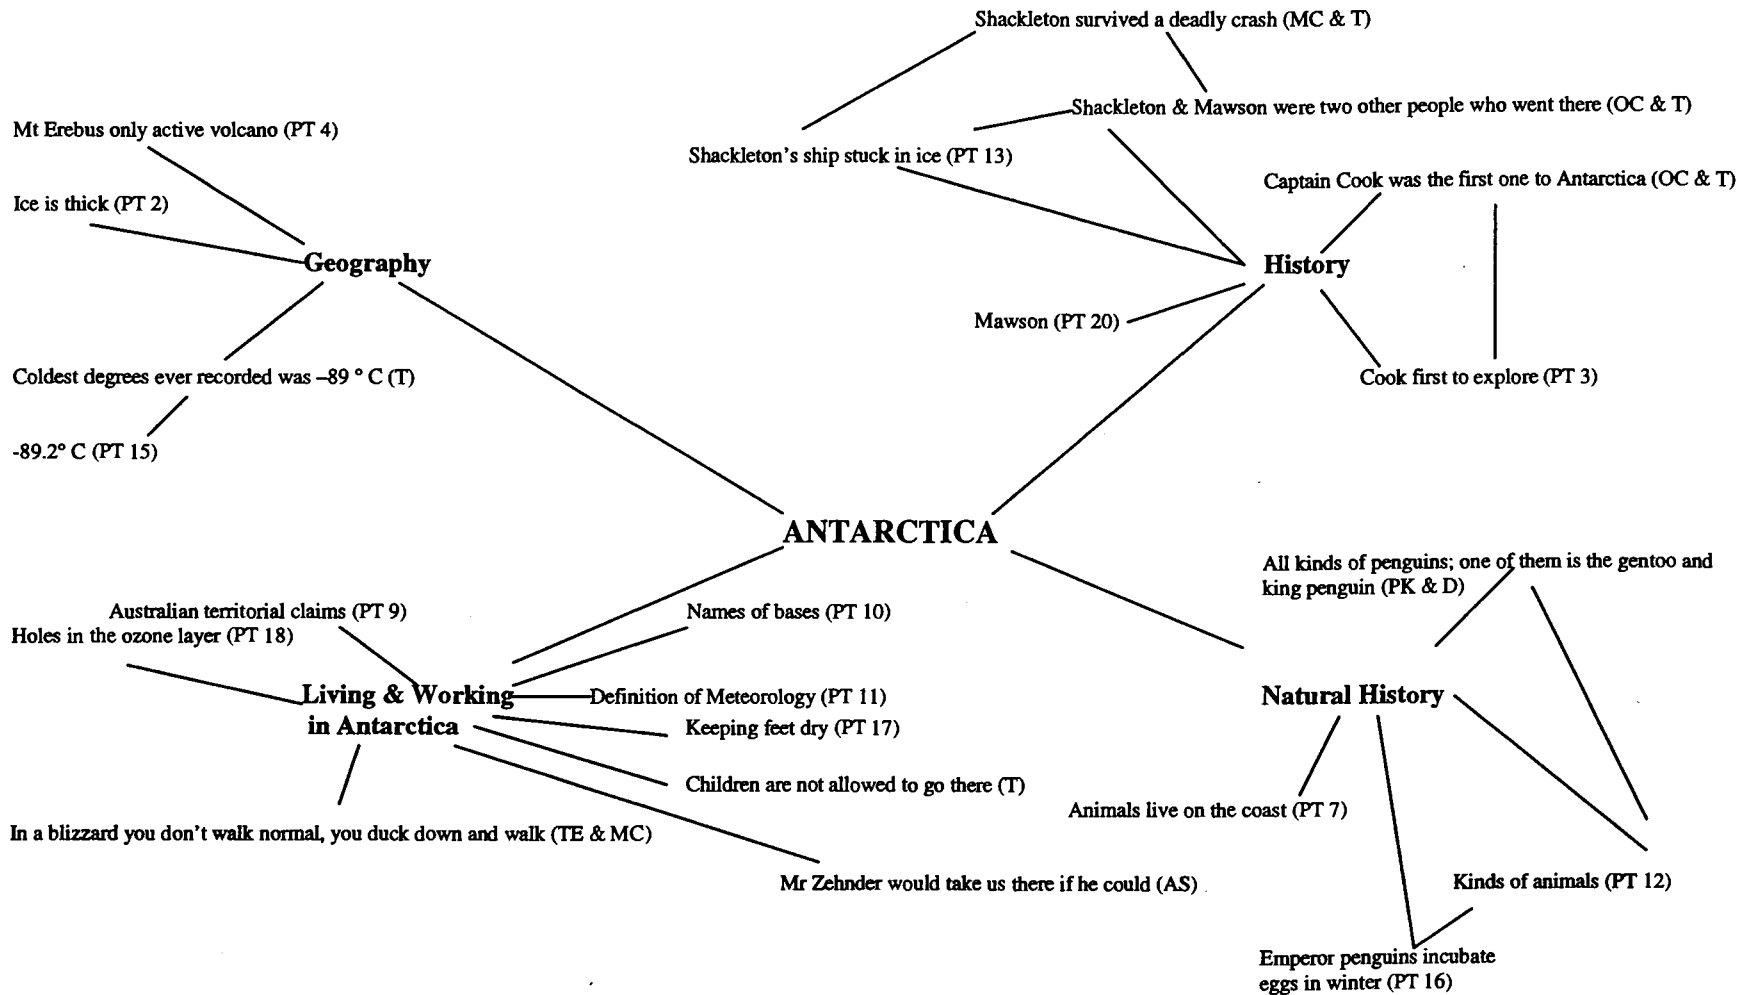 Shackleton survived a deadly crash (MC & T)
Shackleton & Mawson were two other people who went there (OC & T)
Mt Erebus only active volcano (PT 4)
Shackleton's ship stuck in ice (PT 13)
Captain Cook was the first one to Antarctica (OC & T)
Ice is thick (PT 2)
Geography
History
Mawson (PT 20)
Coldest degrees ever recorded was –89 ° C (T)
Cook first to explore (PT 3)
-89.2° C (PT 15)
ANTARCTICA
All kinds of penguins; one of them is the gentoo and
king penguin (PK & D)
Australian territorial claims (PT 9)
Names of bases (PT 10)
Holes in the ozone layer (PT 18)
Living & Working
in Antarctica
Definition of Meteorology (PT 11)
Natural History
Keeping feet dry (PT 17)
Children are not allowed to go there (T)
Animals live on the coast (PT 7)
In a blizzard you don't walk normal, you duck down and walk (TE & MC)
Mr Zehnder would take us there if he could (AS)
Kinds of animals (PT 12)
Emperor penguins incubate
eggs in winter (PT 16)